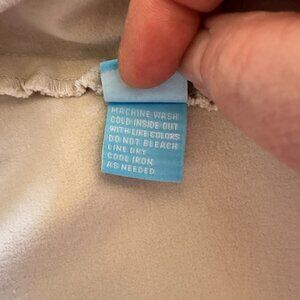 MACHINE WASH
COLD INSIDE OUT
WITH LIKE COLORS
DO NOT BLEACH
LINE DRY
COOL IRON
AS NEEDED